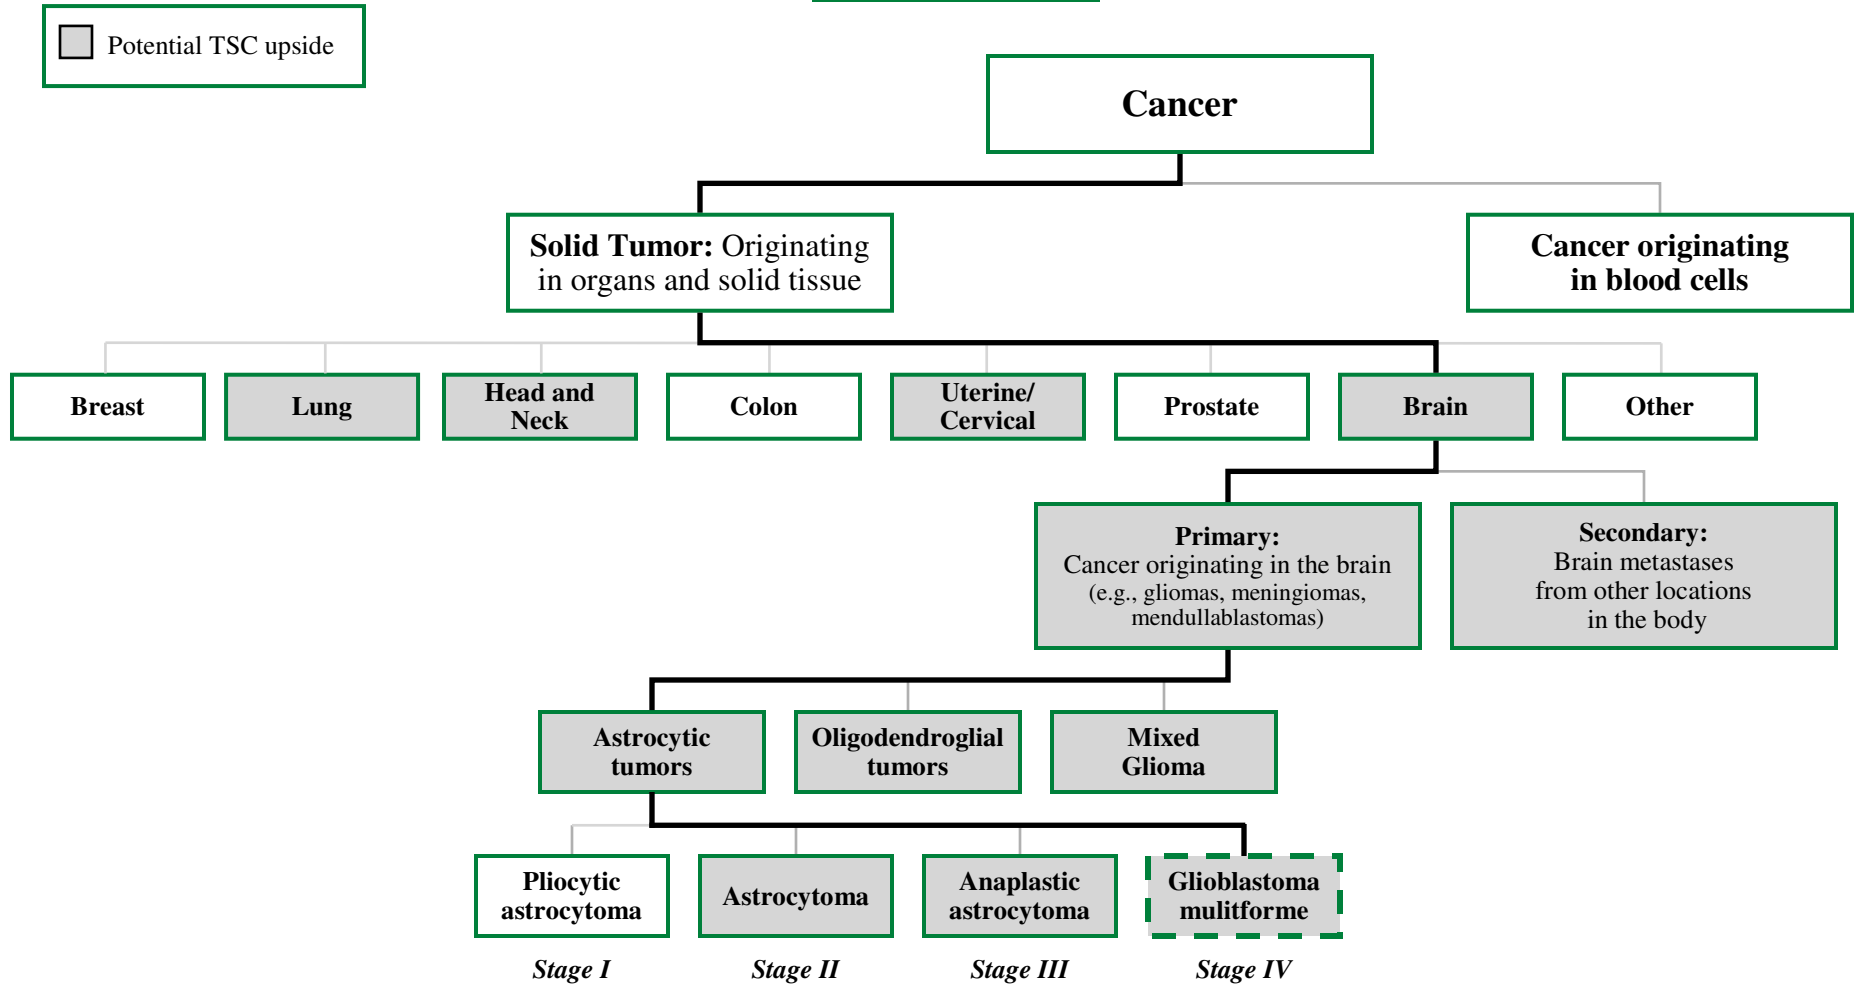 Potential TSC upside
Cancer
Solid Tumor: Originating
in organs and solid tissue
Cancer originating
in blood cells
Breast
Lung
Head and
Neck
Colon
Uterine/
Cervical
Prostate
Brain
Other
Primary:
Cancer originating in the brain
(e.g., gliomas, meningiomas,
mendullablastomas)
Secondary:
Brain metastases
from other locations
in the body
Astrocytic
tumors
Oligodendroglial
tumors
Mixed
Glioma
Pliocytic
astrocytoma
Astrocytoma
Anaplastic
astrocytoma
Glioblastoma
mulitforme
Stage I
Stage II
Stage III
Stage IV